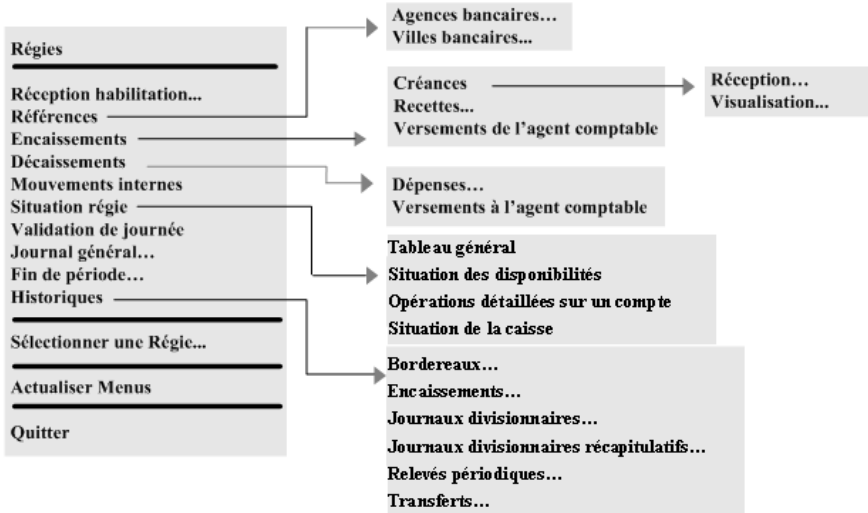 Régies
Réception habilitation...
Références
Encaissements
Décaissements
Mouvements internes
Situation régie
Validation de journée
Journal général…
Fin de période…
Historiques
Sélectionner une Régie...
Actualiser Menus
Quitter
Agences bancaires…
Villes bancaires...
Créances
Recettes...
Versements de l’agent comptable
Réception…
Visualisation...
Dépenses…
Versements à l’agent comptable
Tableau général
Situation des disponibilités
Opérations détaillées sur un compte
Situation de la caisse
Bordereaux…
Encaissements…
Journaux divisionnaires…
Journaux divisionnaires récapitulatifs…
Relevés périodiques…
Transferts…